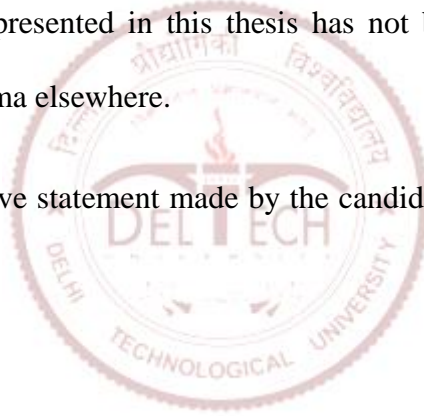 presented in this thesis has not b
दिल्ली प्रौद्योगिकी विश्वविद्यालय
ma elsewhere.
ve statement made by the candid
DELTECH
DELHI TECHNOLOGICAL UNIVERSITY